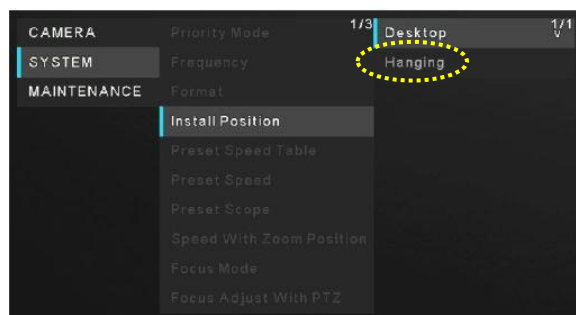 CAMERA
SYSTEM
MAINTENANCE
Priority Mode
1/3
Frequency
Format
Install Position
Preset Speed Table
Preset Speed
Preset Scope
Speed With Zoom Position
Focus Mode
Focus Adjust With PTZ
Desktop
1/1
Hanging